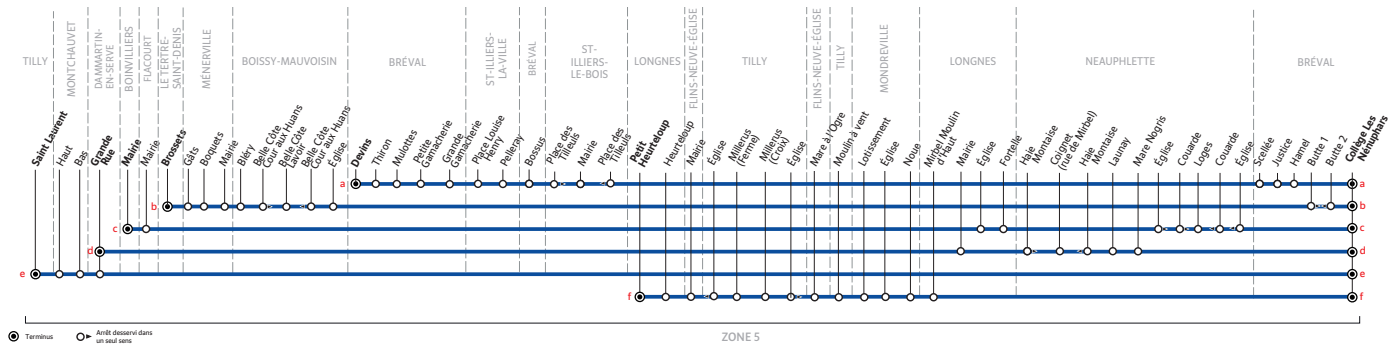 TILLY
MONTCHAUVET
DAMMARTIN-
EN-SERVE
BOINVILLIERS
FLACOURT
LE TERTRE-
SAINT-DENIS
MÉNERVILLE
BOISSY-MAUVOISIN
BRÉVAL
ST-ILLIERS-
LA-VILLE
BRÉVAL
ST-
ILLIERS-
LE-BOIS
LONGNES
FLINS-NEUVE-ÉGLISE
TILLY
FLINS-NEUVE-ÉGLISE
TILLY
MONDREVILLE
LONGNES
NEAUPHLETTE
BRÉVAL
Saint Laurent
Haut
Bas
Grande
Rue
Mairie
Mairie
Brossets
Gâts
Boquets
Mairie
Bléry
Belle Côte
Cour aux Huans
Belle Côte
Lavoir
Belle Côte
Cour aux Huans
Église
Devins
Thiron
Mulottes
Petite
Gamacherie
Grande
Gamacherie
Place Louise
Henry
Pelleray
Bossus
Place des
Tilleuls
Mairie
Place des
Tilleuls
Petit
Heurteloup
Heurteloup
Mairie
Église
Millerus
(Ferme)
Millerus
(Croix)
Église
Mare à l'Ogre
Moulin à vent
Lotissement
Église
Noue
Mirbel Moulin
d'Haut
Mairie
Église
Fortelle
Haie
Montaise
Coignet
(rue de Mirbel)
Haie
Montaise
Launay
Mare Nogris
Église
Couarde
Loges
Couarde
Église
Scellée
Justice
Hamel
Butte 1
Butte 2
Collège Les
Nénuphars
a
a
b
b
c
c
d
d
e
e
f
f
ZONE 5
Terminus
Arrêt desservi dans
un seul sens